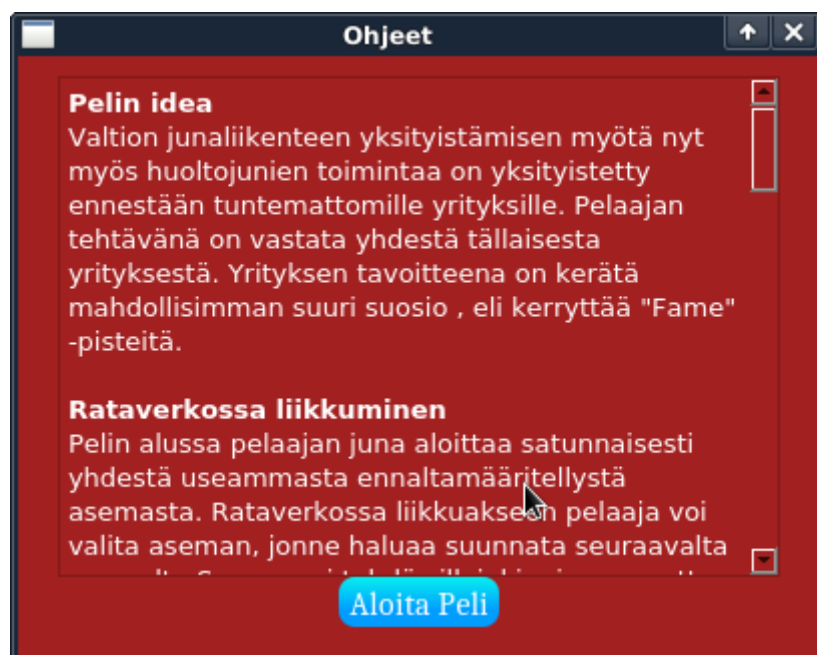 Ohjeet
Pelin idea
Valtion junaliikenteen yksityistämisen myötä nyt
myös huoltojunien toimintaa on yksityistetty
ennestään tuntemattomille yrityksille. Pelaajan
tehtävänä on vastata yhdestä tällaisesta
yrityksestä. Yrityksen tavoitteena on kerätä
mahdollisimman suuri suosio , eli kerryttää "Fame"
-pisteitä.
Rataverkossa liikkuminen
Pelin alussa pelaajan juna aloittaa satunnaisesti
yhdestä useammasta ennaltamääritellystä
asemasta. Rataverkossa liikkuakseen pelaaja voi
valita aseman, jonne haluaa suunnata seuraavalta
Aloita Peli